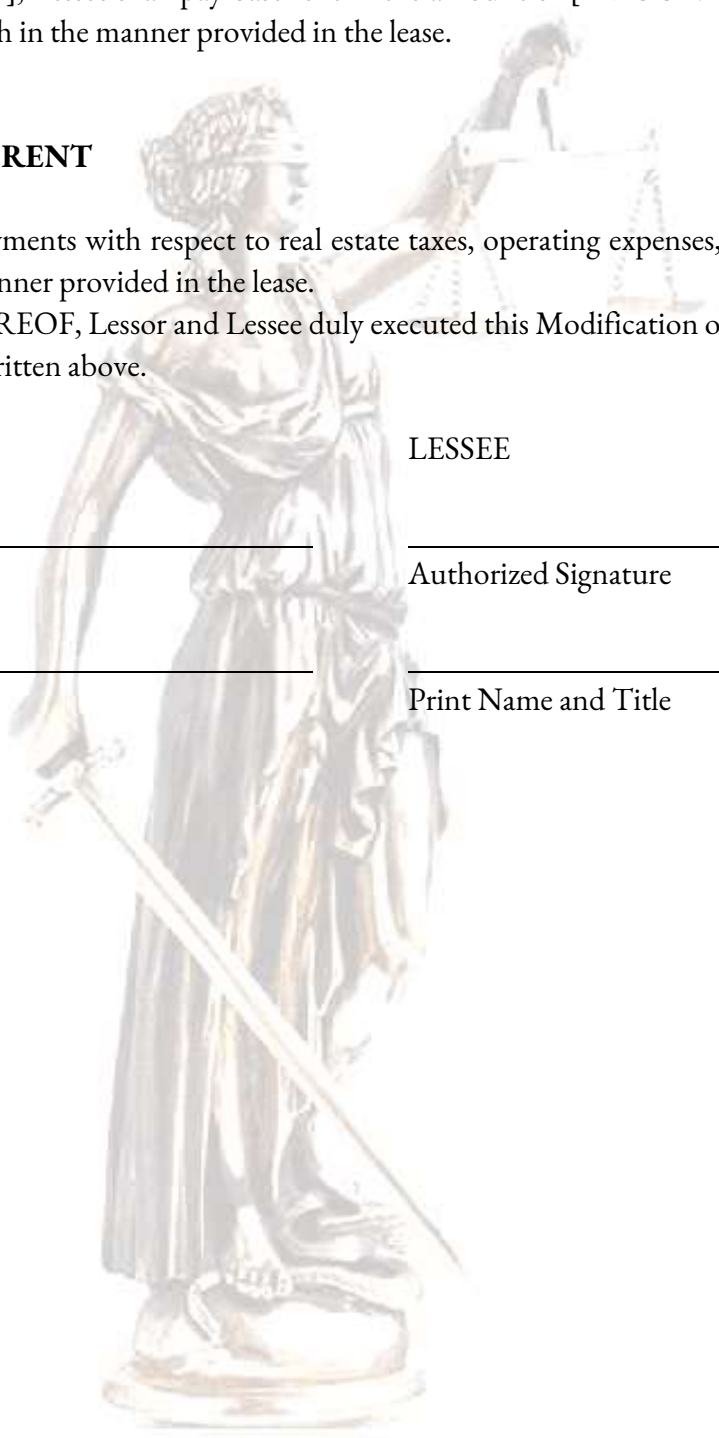 h in the manner provided in the lease.
RENT
yments with respect to real estate taxes, operating expenses,
nner provided in the lease.
REOF, Lessor and Lessee duly executed this Modification o
ritten above.
LESSEE
Authorized Signature
Print Name and Title